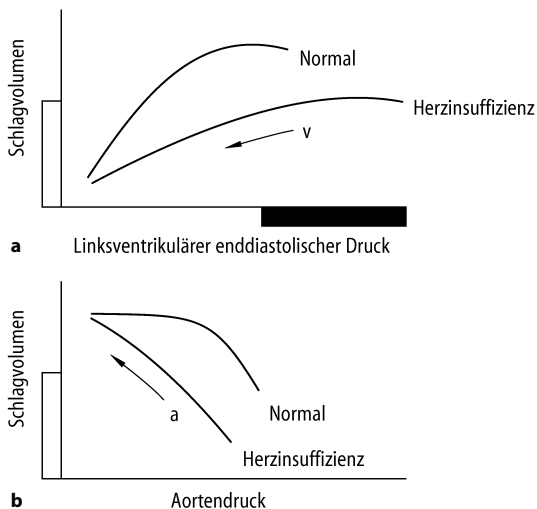 Schlagvolumen
Normal
Herzinsuffizienz
v
a
Linksventrikulärer enddiastolischer Druck
Schlagvolumen
a
Normal
Herzinsuffizienz
b
Aortendruck